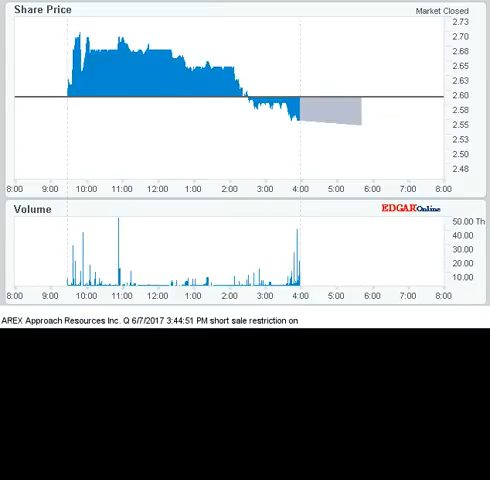 Share Price
Market Closed
2.73
2.70
2.68
2.65
2.63
2.60
2.58
2.55
2.53
2.50
2.48
8:00 9:00 10:00 11:00 12:00 1:00 2:00 3:00 4:00 5:00 6:00 7:00 8:00
Volume
EDGAR Online
50.00 Th
40.00
30.00
20.00
10.00
8:00 9:00 10:00 11:00 12:00 1:00 2:00 3:00 4:00 5:00 6:00 7:00 8:00
AREX Approach Resources Inc. Q 6/7/2017 3:44:51 PM short sale restriction on